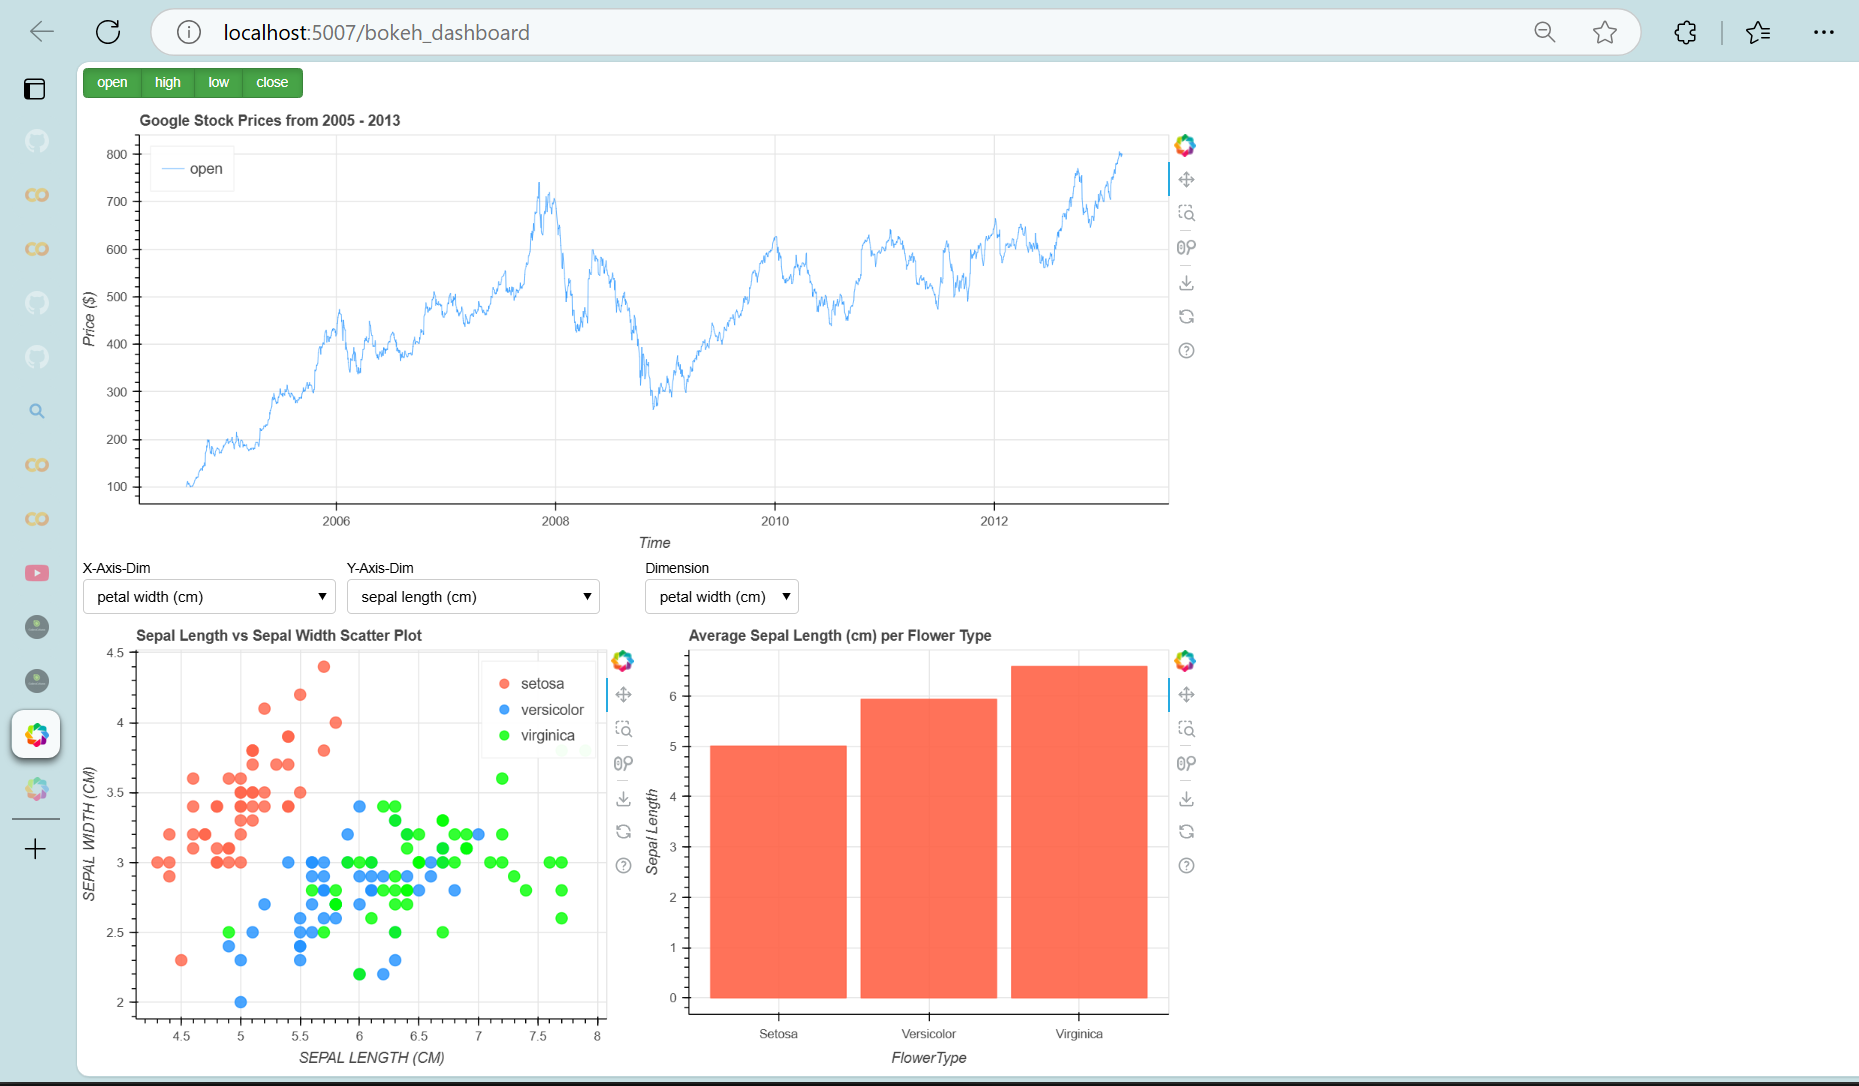 localhost:5007/bokeh_dashboard
open high low close
Google Stock Prices from 2005 - 2013
open
800
700
600
500
400
300
200
100
Price ($)
2006 2008 2010 2012
Time
X-Axis-Dim Y-Axis-Dim Dimension
petal width (cm) sepal length (cm) petal width (cm)
Sepal Length vs Sepal Width Scatter Plot
setosa
versicolor
virginica
4.5
4
3.5
3
2.5
2
SEPAL WIDTH (CM)
4.5 5 5.5 6 6.5 7 7.5 8
SEPAL LENGTH (CM)
Average Sepal Length (cm) per Flower Type
6
5
4
3
2
1
0
Sepal Length
Setosa Versicolor Virginica
FlowerType